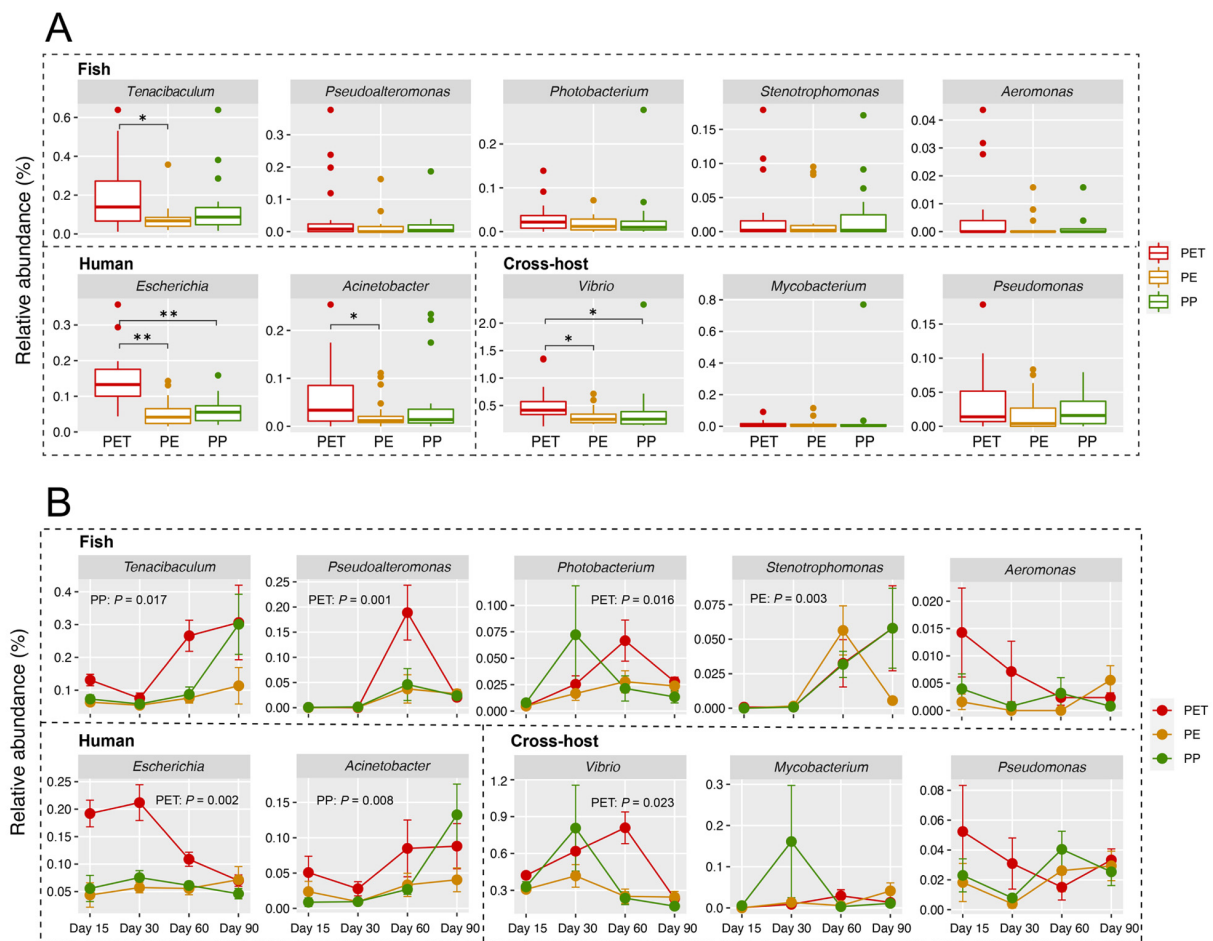 A
Fish
Tenacibaculum Pseudoalteromonas Photobacterium Stenotrophomonas Aeromonas
0.6 0.4 0.2 0.0
*
0.3 0.2 0.1 0.0
0.2 0.1 0.0
0.15 0.10 0.05 0.00
0.04 0.03 0.02 0.01 0.00
Relative abundance (%)
Human Cross-host
Escherichia Acinetobacter Vibrio Mycobacterium Pseudomonas
0.3 0.2 0.1 0.0
** **
0.2 0.1 0.0
*
2.0 1.5 1.0 0.5
* *
0.8 0.6 0.4 0.2 0.0
0.15 0.10 0.05 0.00
PET PE PP PET PE PP PET PE PP PET PE PP PET PE PP
PET
PE
PP
B
Fish
Tenacibaculum Pseudoalteromonas Photobacterium Stenotrophomonas Aeromonas
PP: P = 0.017 PET: P = 0.001 PET: P = 0.016 PE: P = 0.003
0.4 0.3 0.2 0.1
0.25 0.20 0.15 0.10 0.05 0.00
0.100 0.075 0.050 0.025 0.000
0.075 0.050 0.025 0.000
0.020 0.015 0.010 0.005 0.000
Relative abundance (%)
Human Cross-host
Escherichia Acinetobacter Vibrio Mycobacterium Pseudomonas
PET: P = 0.002 PP: P = 0.008 PET: P = 0.023
0.25 0.20 0.15 0.10 0.05
0.20 0.15 0.10 0.05 0.00
1.2 0.9 0.6 0.3
0.3 0.2 0.1 0.0
0.08 0.06 0.04 0.02 0.00
Day 15 Day 30 Day 60 Day 90 Day 15 Day 30 Day 60 Day 90 Day 15 Day 30 Day 60 Day 90 Day 15 Day 30 Day 60 Day 90 Day 15 Day 30 Day 60 Day 90
PET
PE
PP